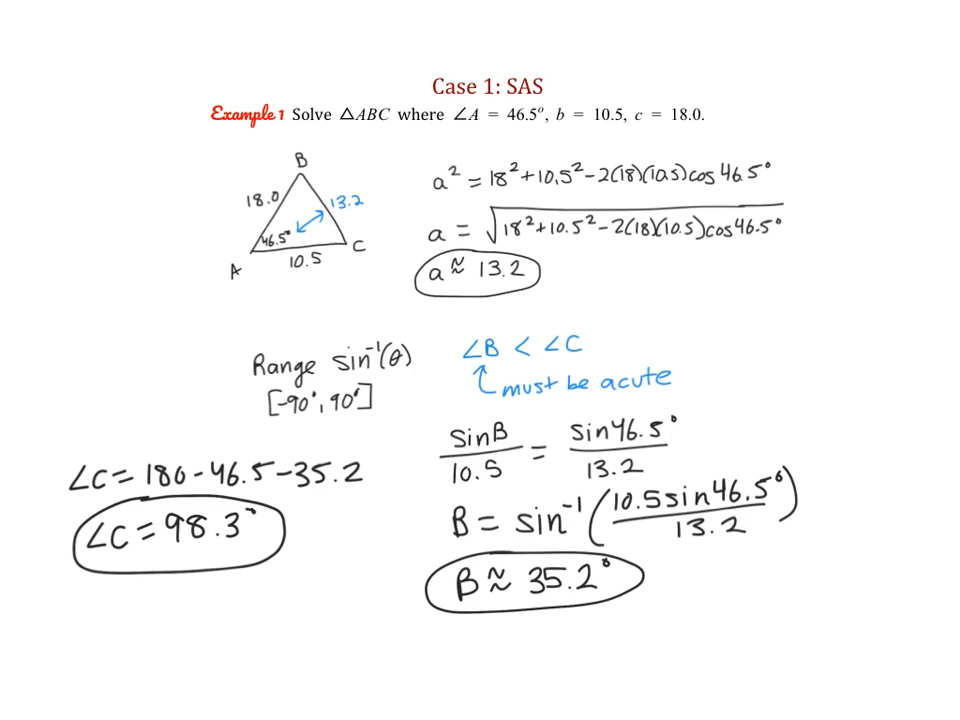 Case 1: SAS
Example 1 Solve △ABC where ∠A = 46.5°, b = 10.5, c = 18.0.
B
18.0
13.2
46.5°
A
10.5
C
a² = 18² + 10.5² − 2(18)(10.5)cos 46.5°
a = √(18² + 10.5² − 2(18)(10.5)cos 46.5°)
a ≈ 13.2
Range sin⁻¹(θ)
[-90°, 90°]
∠B < ∠C
must be acute
sinB/10.5 = sin46.5°/13.2
B = sin⁻¹(10.5sin46.5°/13.2)
B ≈ 35.2°
∠C = 180 - 46.5 - 35.2
∠C = 98.3°